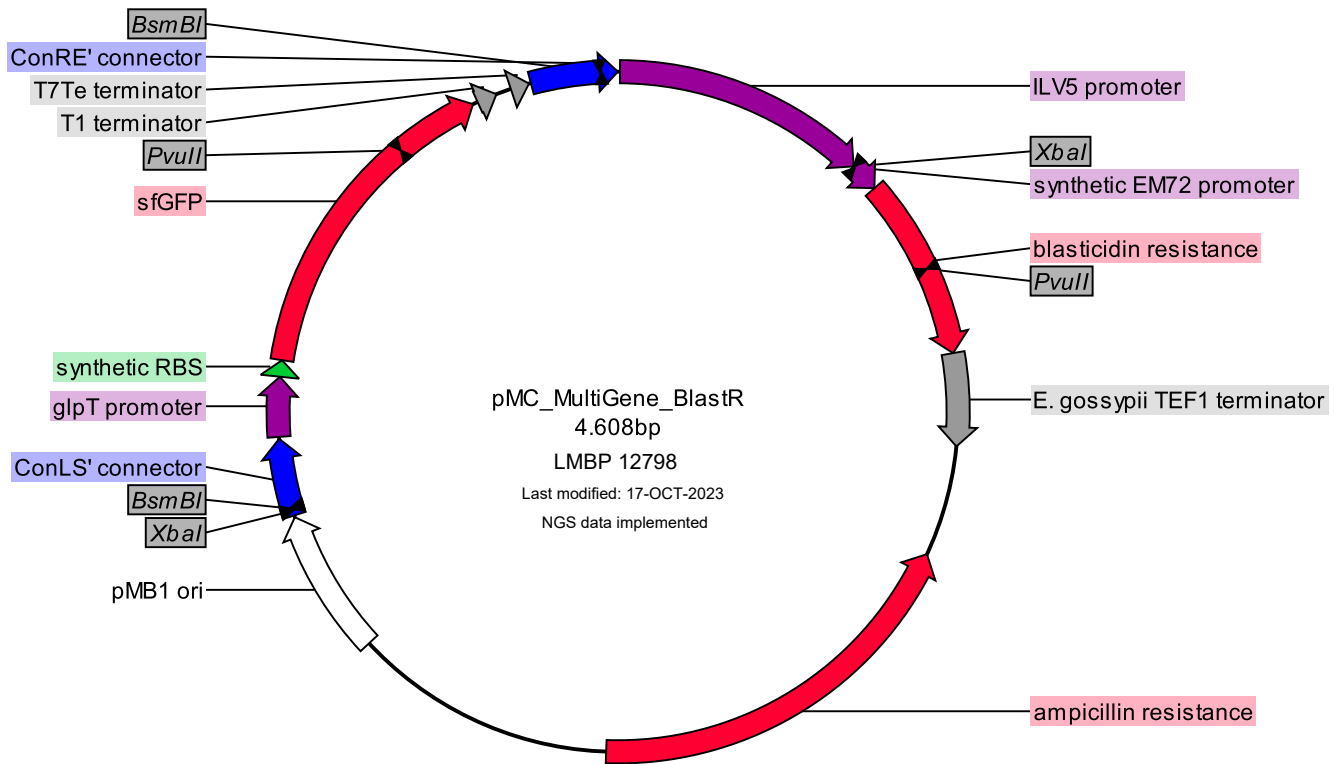 BsmBI
ConRE' connector
T7Te terminator
T1 terminator
PvuII
sfGFP
synthetic RBS
glpT promoter
ConLS' connector
BsmBI
XbaI
pMB1 ori
pMC_MultiGene_BlastR
4.608bp
LMBP 12798
Last modified: 17-OCT-2023
NGS data implemented
ILV5 promoter
XbaI
synthetic EM72 promoter
blasticidin resistance
PvuII
E. gossypii TEF1 terminator
ampicillin resistance